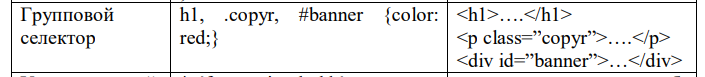 Групповой селектор
h1, .copyr, #banner {color: red;}
<h1>….</h1>
<p class=”copyr”>….</p>
<div id=”banner”>…</div>